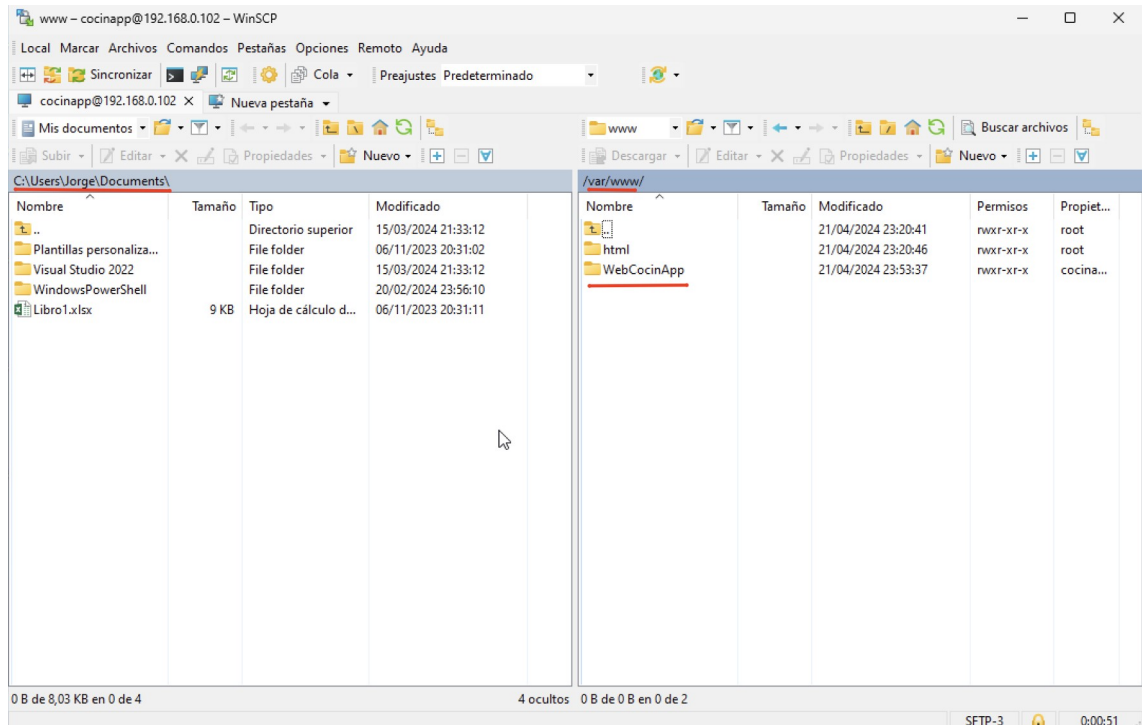 www – cocinapp@192.168.0.102 – WinSCP
Local Marcar Archivos Comandos Pestañas Opciones Remoto Ayuda
Sincronizar Cola Preajustes Predeterminado
cocinapp@192.168.0.102 Nueva pestaña
Mis documentos www Buscar archivos
Subir Editar Propiedades Nuevo Descargar Editar Propiedades Nuevo
C:\Users\Jorge\Documents\ /var/www/
Nombre Tamaño Tipo Modificado Nombre Tamaño Modificado Permisos Propiet...
.. Directorio superior 15/03/2024 21:33:12 .. 21/04/2024 23:20:41 rwxr-xr-x root
Plantillas personaliza... File folder 06/11/2023 20:31:02 html 21/04/2024 23:20:46 rwxr-xr-x root
Visual Studio 2022 File folder 15/03/2024 21:33:12 WebCocinApp 21/04/2024 23:53:37 rwxr-xr-x cocina...
WindowsPowerShell File folder 20/02/2024 23:56:10
Libro1.xlsx 9 KB Hoja de cálculo d... 06/11/2023 20:31:11
0 B de 8,03 KB en 0 de 4 4 ocultos 0 B de 0 B en 0 de 2
SFTP-3 0:00:51